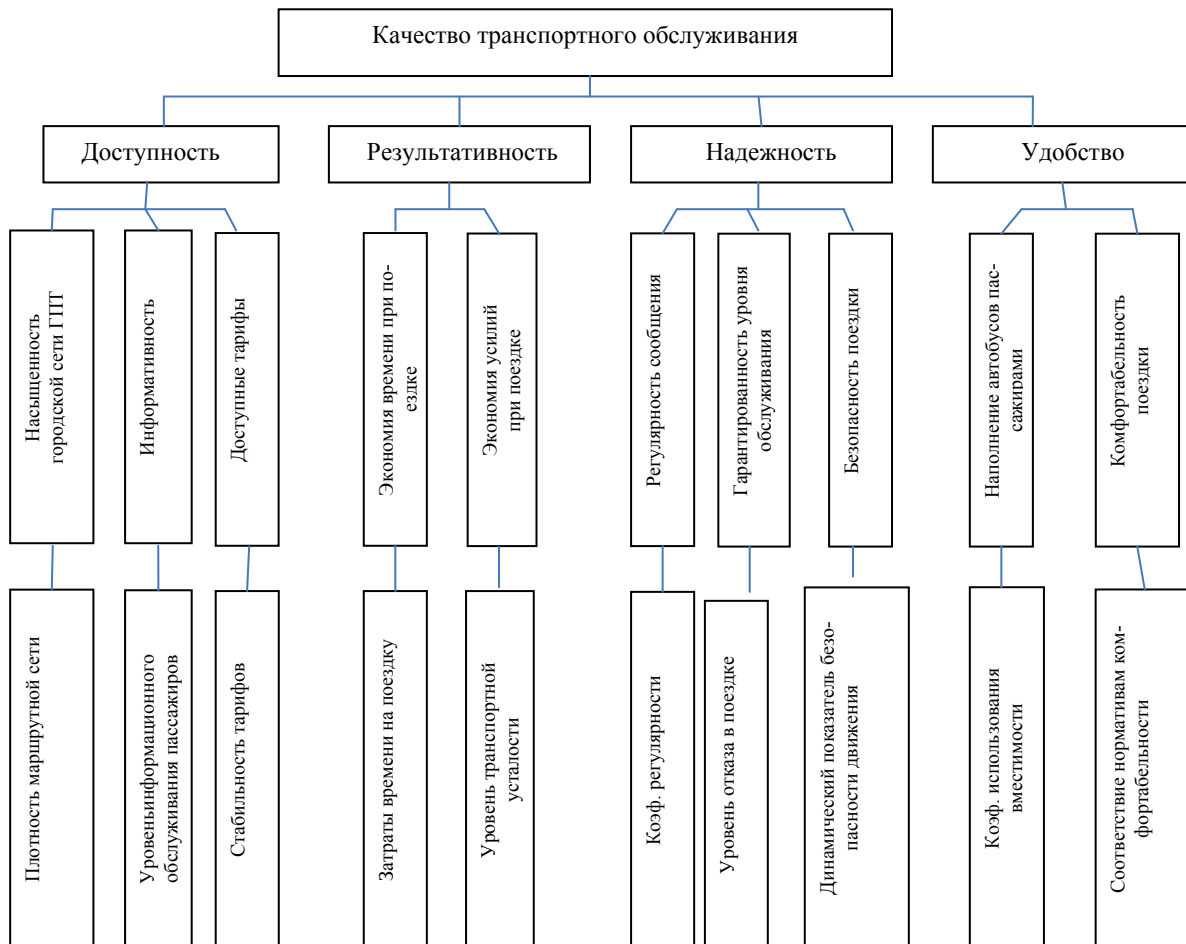 Качество транспортного обслуживания
Доступность
Результативность
Надежность
Удобство
Насыщенность
городской сети ГПТ
Информативность
Доступные тарифы
Экономия времени при по-
ездке
Экономия усилий
при поездке
Регулярность сообщения
Гарантированность уровня
обслуживания
Безопасность поездки
Наполнение автобусов пас-
сажирами
Комфортабельность
поездки
Плотность маршрутной сети
Уровеньинформационного
обслуживания пассажиров
Стабильность тарифов
Затраты времени на поездку
Уровень транспортной
усталости
Коэф. регулярности
Уровень отказа в поездке
Динамический показатель безо-
пасности движения
Коэф. использования
вместимости
Соответствие нормативам ком-
фортабельности